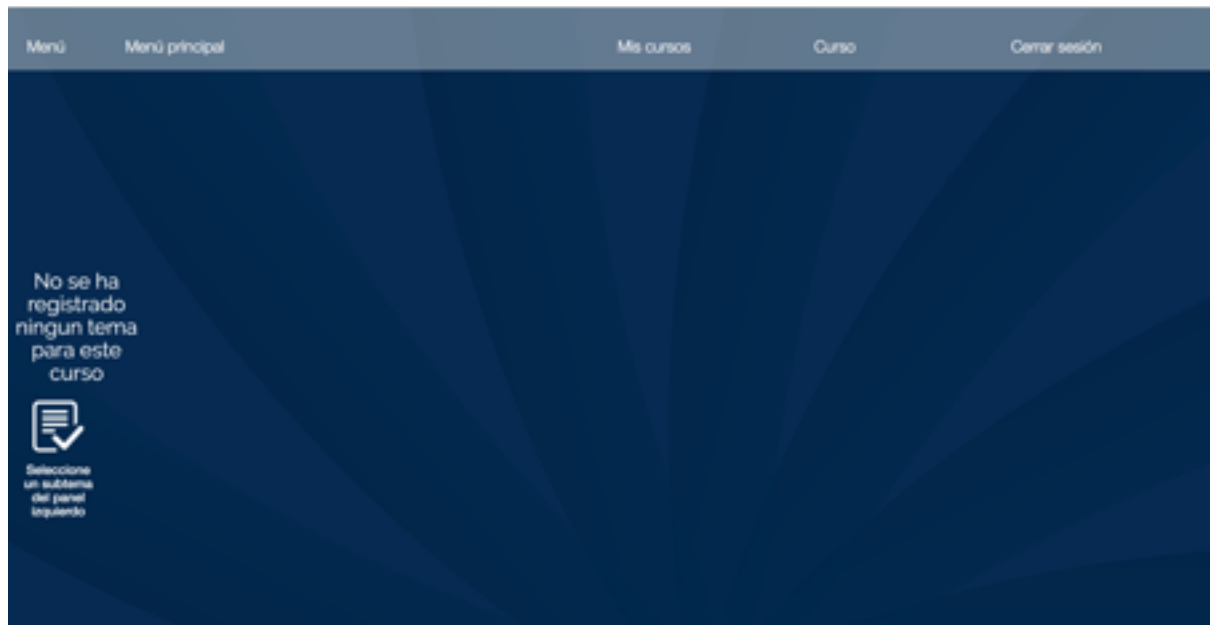 Menú Menú principal Mis cursos Curso Cerrar sesión
No se ha
registrado
ningun tema
para este
curso
Seleccione
un subtema
del panel
izquierdo